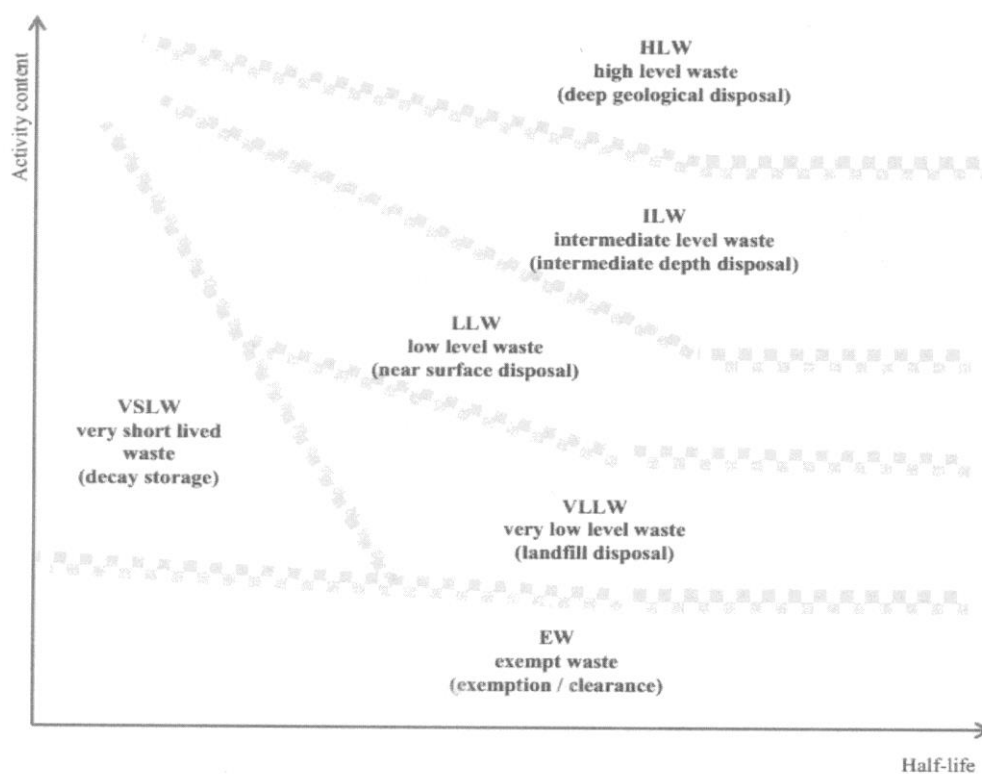 Activity content
HLW
high level waste
(deep geological disposal)
ILW
intermediate level waste
(intermediate depth disposal)
LLW
low level waste
(near surface disposal)
VSLW
very short lived
waste
(decay storage)
VLLW
very low level waste
(landfill disposal)
EW
exempt waste
(exemption / clearance)
Half-life